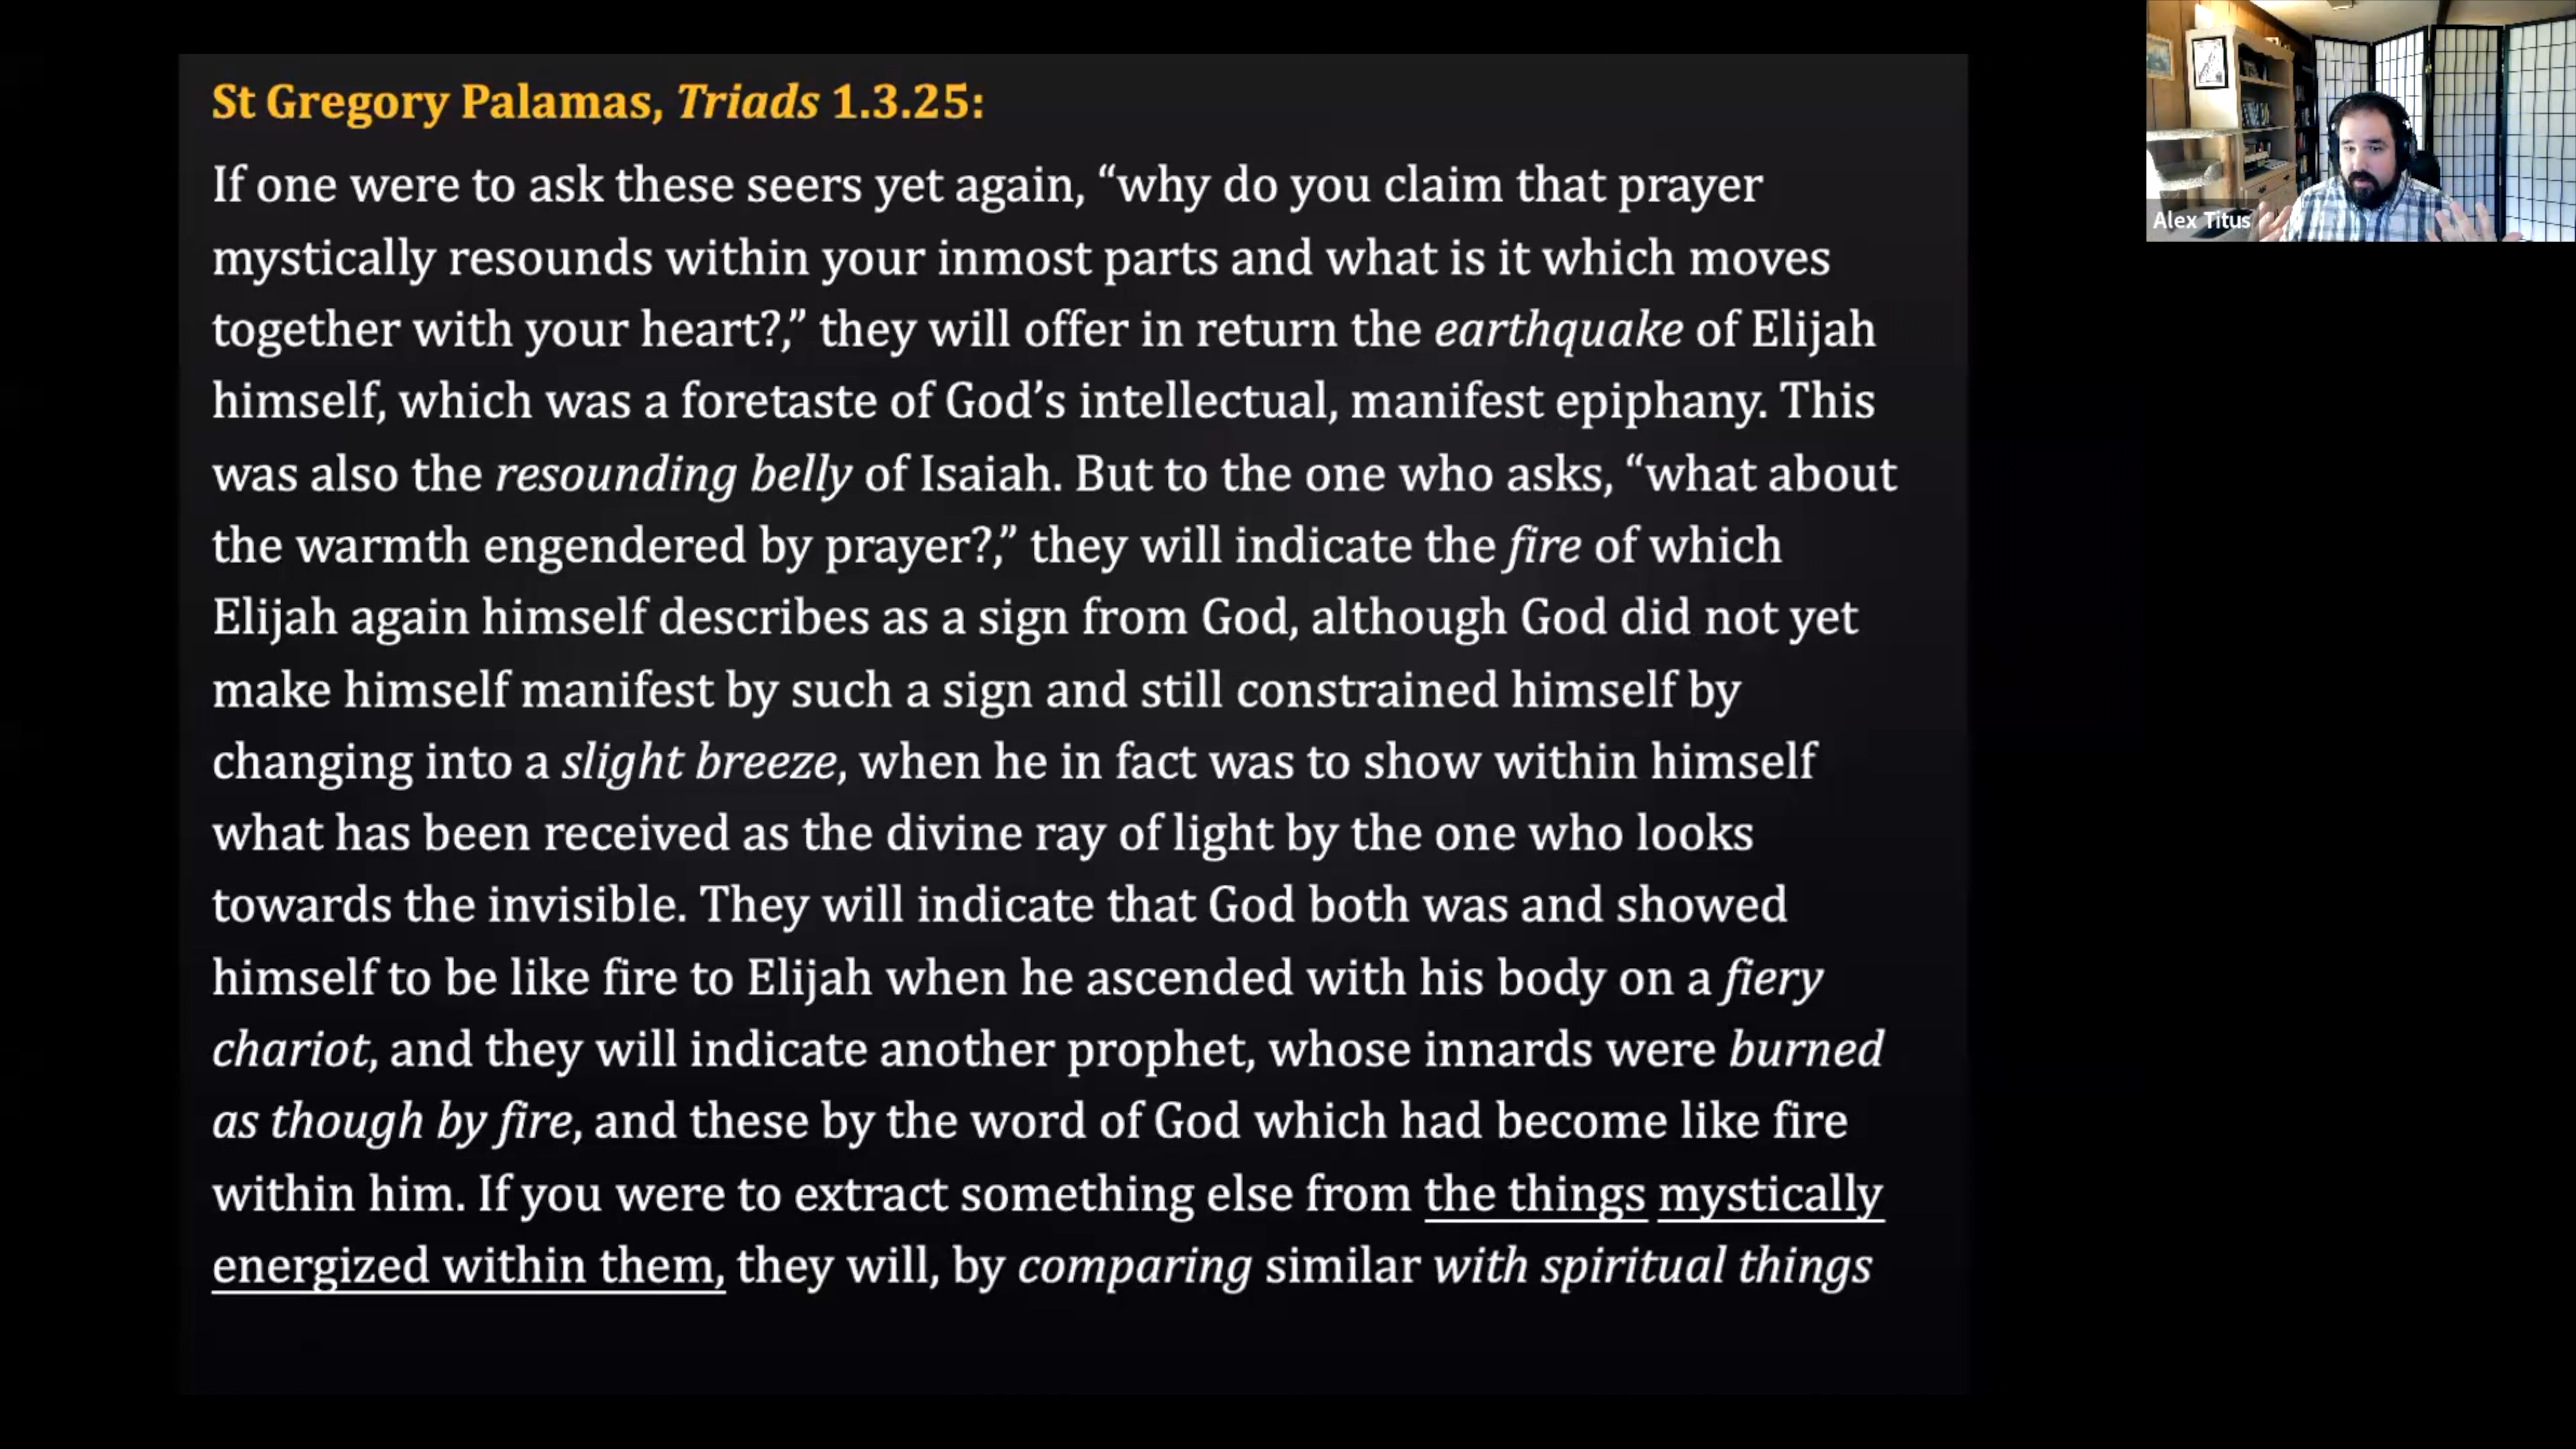 St Gregory Palamas, Triads 1.3.25:
If one were to ask these seers yet again, “why do you claim that prayer
mystically resounds within your inmost parts and what is it which moves
together with your heart?,” they will offer in return the earthquake of Elijah
himself, which was a foretaste of God’s intellectual, manifest epiphany. This
was also the resounding belly of Isaiah. But to the one who asks, “what about
the warmth engendered by prayer?,” they will indicate the fire of which
Elijah again himself describes as a sign from God, although God did not yet
make himself manifest by such a sign and still constrained himself by
changing into a slight breeze, when he in fact was to show within himself
what has been received as the divine ray of light by the one who looks
towards the invisible. They will indicate that God both was and showed
himself to be like fire to Elijah when he ascended with his body on a fiery
chariot, and they will indicate another prophet, whose innards were burned
as though by fire, and these by the word of God which had become like fire
within him. If you were to extract something else from the things mystically
energized within them, they will, by comparing similar with spiritual things
Alex Titus